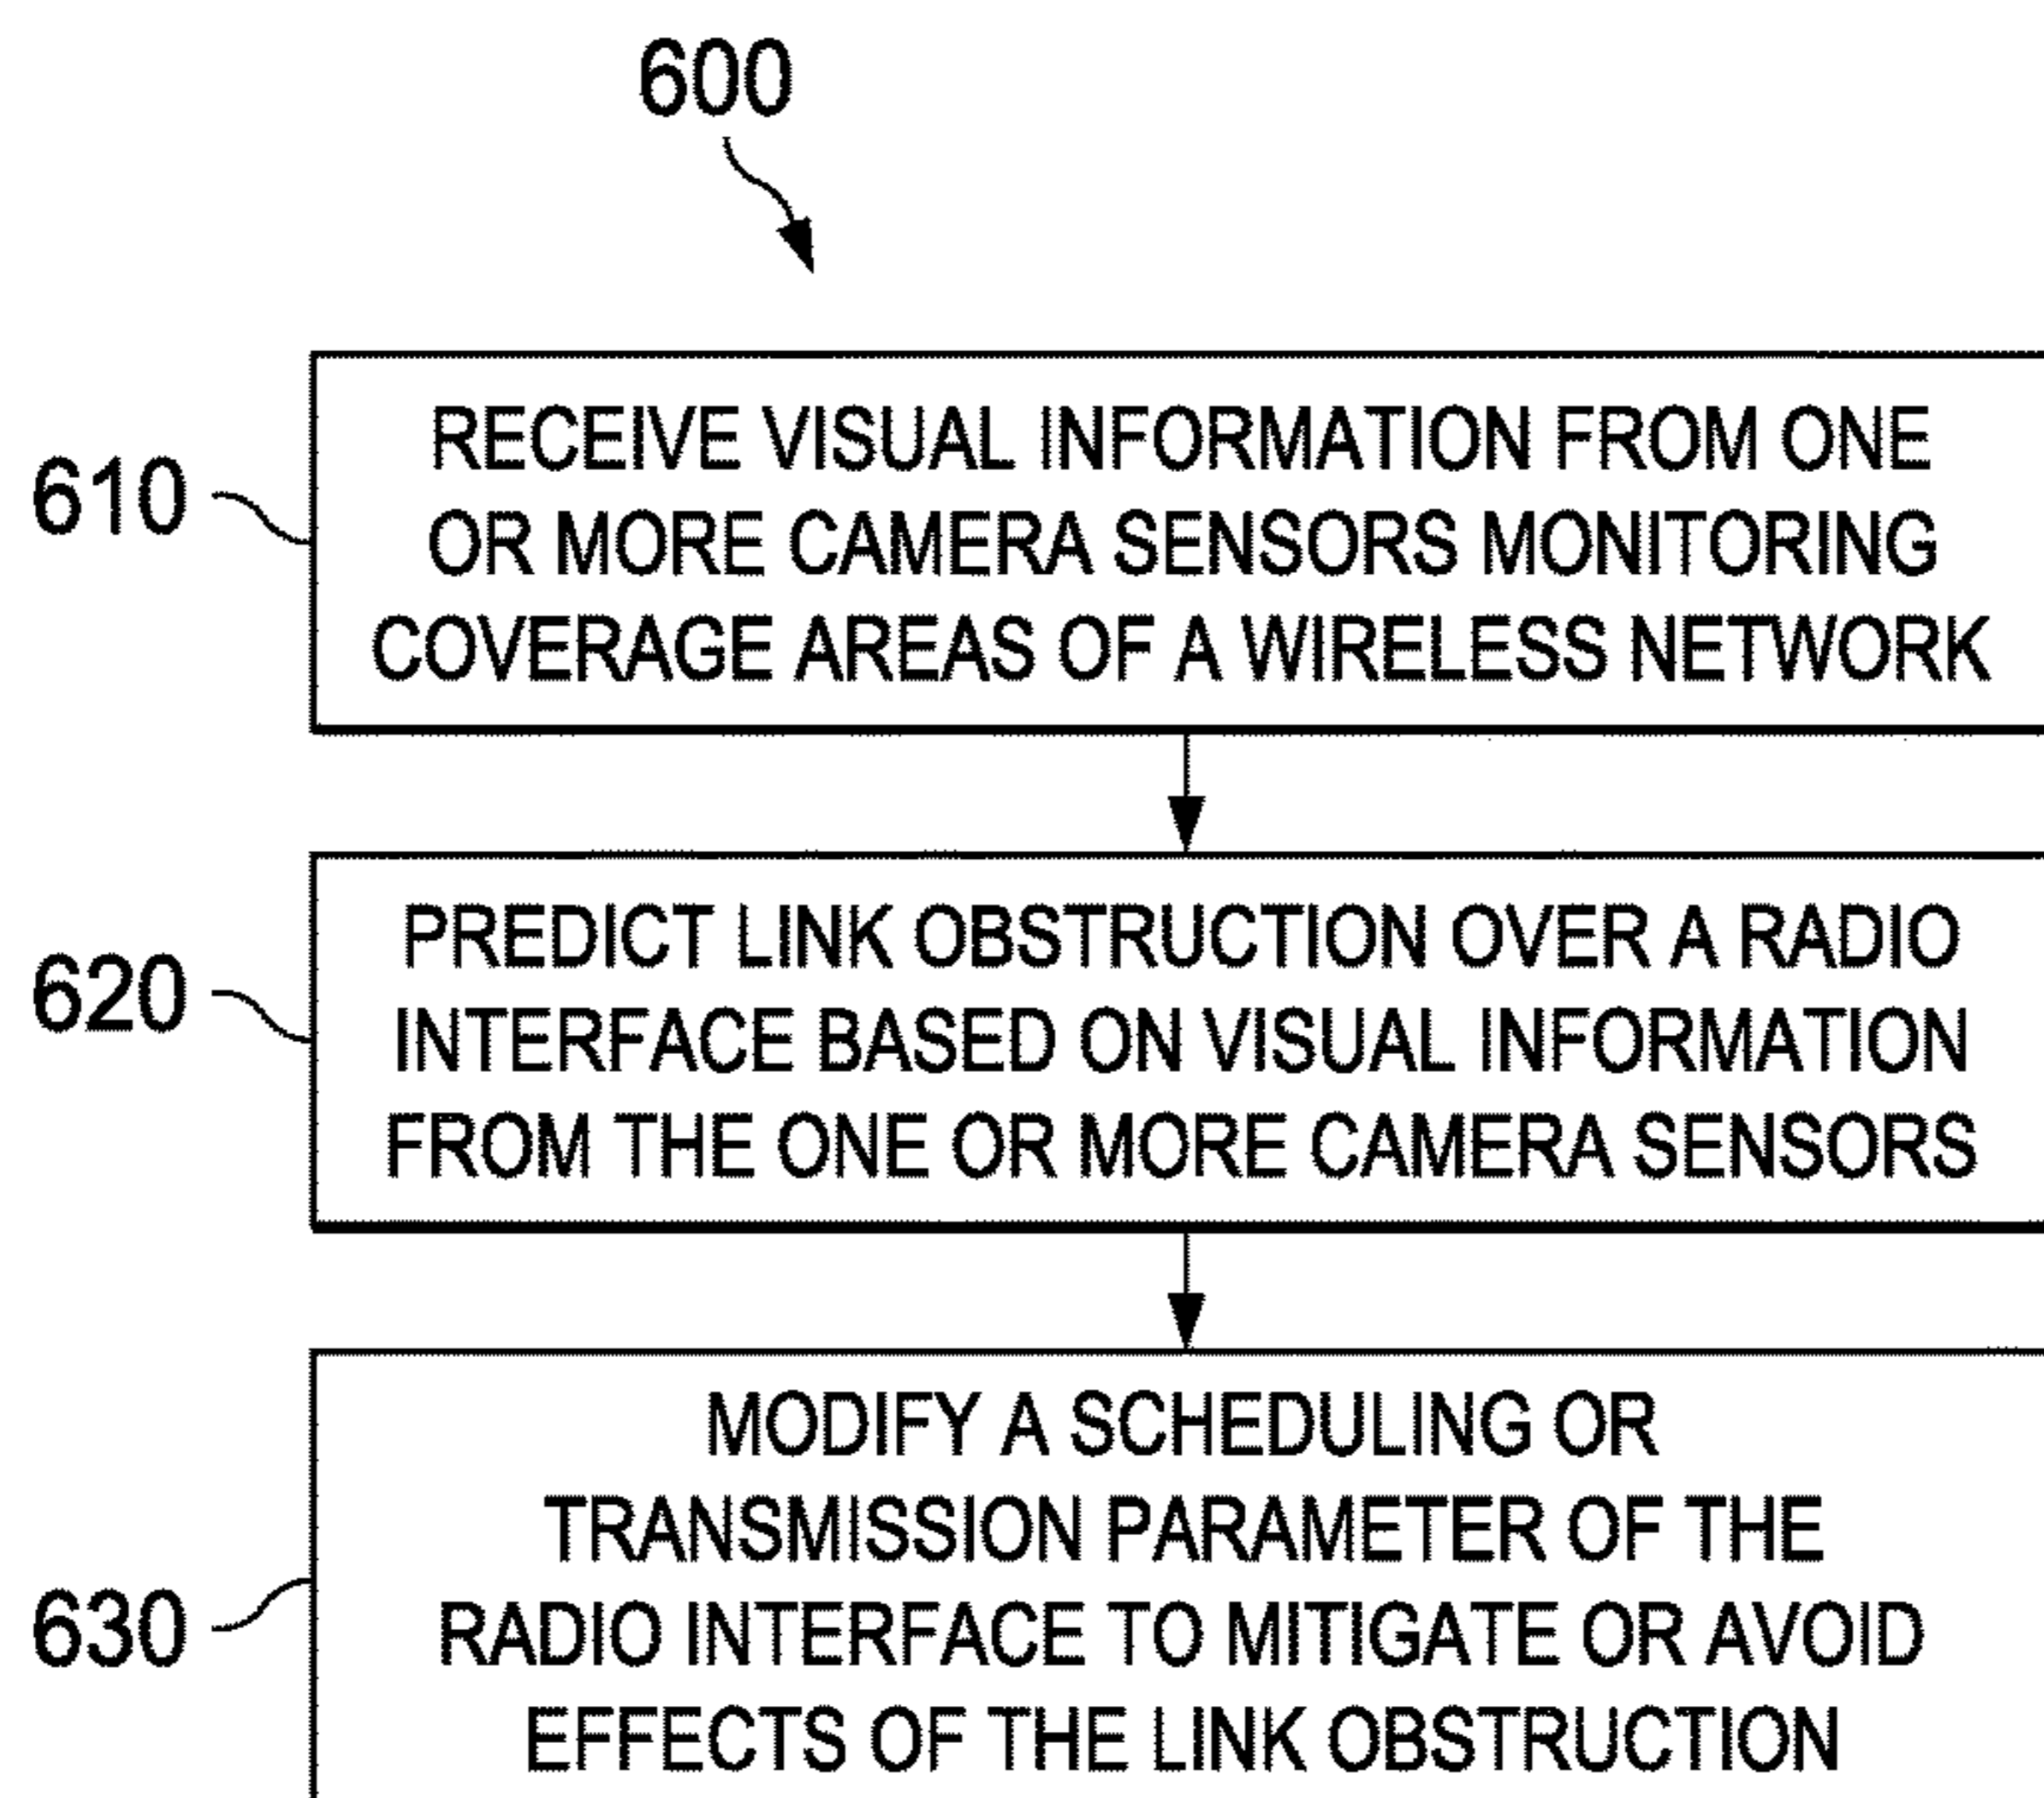 600
610
RECEIVE VISUAL INFORMATION FROM ONE
OR MORE CAMERA SENSORS MONITORING
COVERAGE AREAS OF A WIRELESS NETWORK
620
PREDICT LINK OBSTRUCTION OVER A RADIO
INTERFACE BASED ON VISUAL INFORMATION
FROM THE ONE OR MORE CAMERA SENSORS
630
MODIFY A SCHEDULING OR
TRANSMISSION PARAMETER OF THE
RADIO INTERFACE TO MITIGATE OR AVOID
EFFECTS OF THE LINK OBSTRUCTION